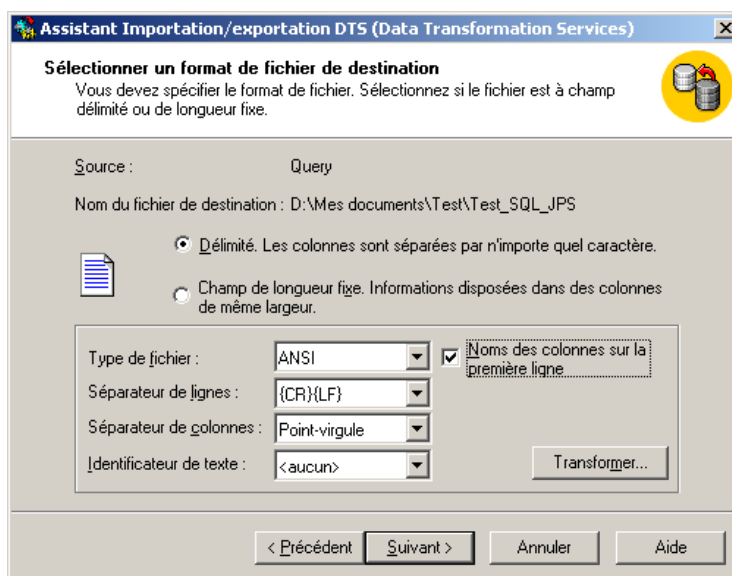 Assistant Importation/exportation DTS (Data Transformation Services)
Sélectionner un format de fichier de destination
Vous devez spécifier le format de fichier. Sélectionnez si le fichier est à champ
délimité ou de longueur fixe.
Source : Query
Nom du fichier de destination : D:\Mes documents\Test\Test_SQL_JPS
Délimité. Les colonnes sont séparées par n'importe quel caractère.
Champ de longueur fixe. Informations disposées dans des colonnes
de même largeur.
Type de fichier : ANSI
Noms des colonnes sur la
première ligne
Séparateur de lignes : {CR}{LF}
Séparateur de colonnes : Point-virgule
Identificateur de texte : <aucun>
Transformer...
< Précédent Suivant > Annuler Aide